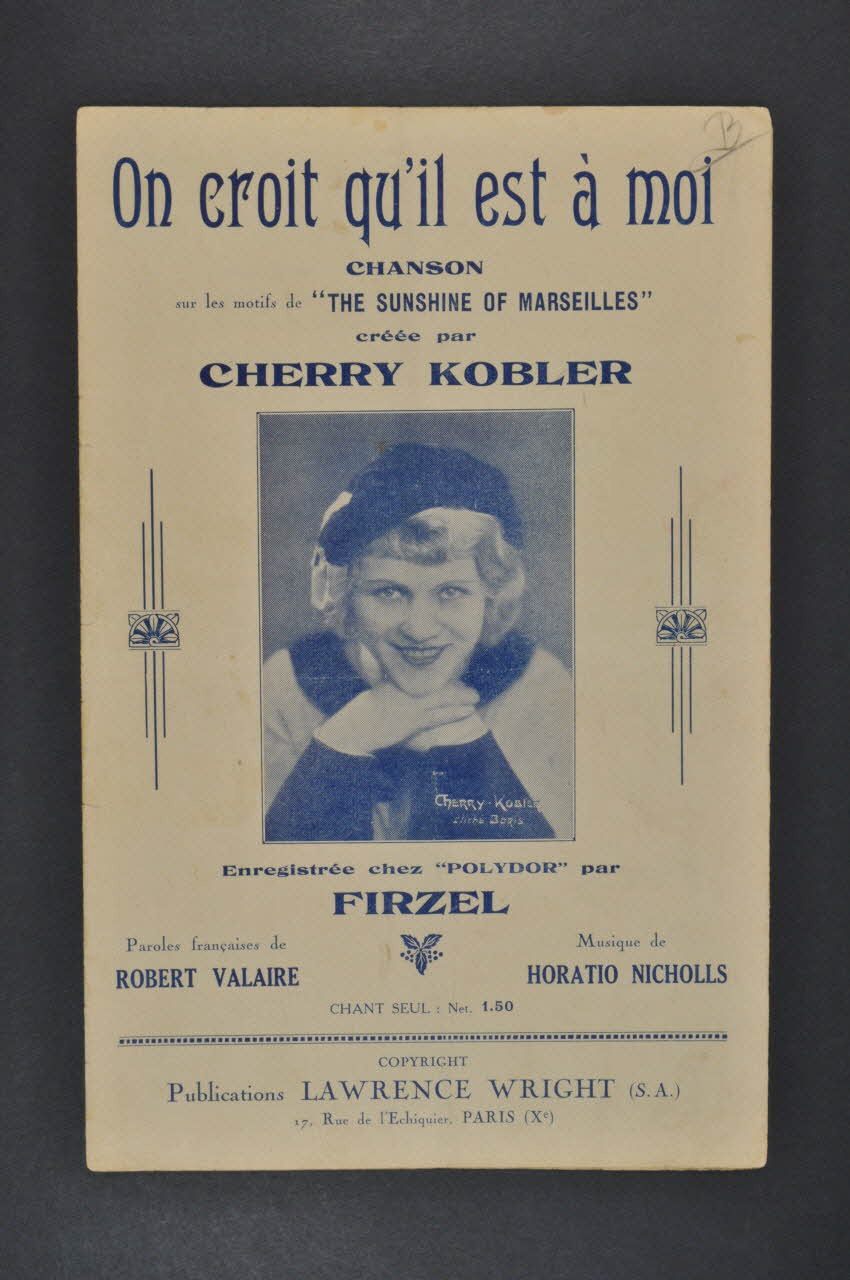 B
On croit qu'il est à moi
CHANSON
sur les motifs de "THE SUNSHINE OF MARSEILLES"
créée par
CHERRY KOBLER
CHERRY-KOBLER
cliché Boris
Enregistrée chez "POLYDOR" par
FIRZEL
Paroles françaises de
ROBERT VALAIRE
Musique de
HORATIO NICHOLLS
CHANT SEUL : Net. 1.50
COPYRIGHT
Publications LAWRENCE WRIGHT (S.A.)
17, Rue de l'Echiquier, PARIS (Xe)